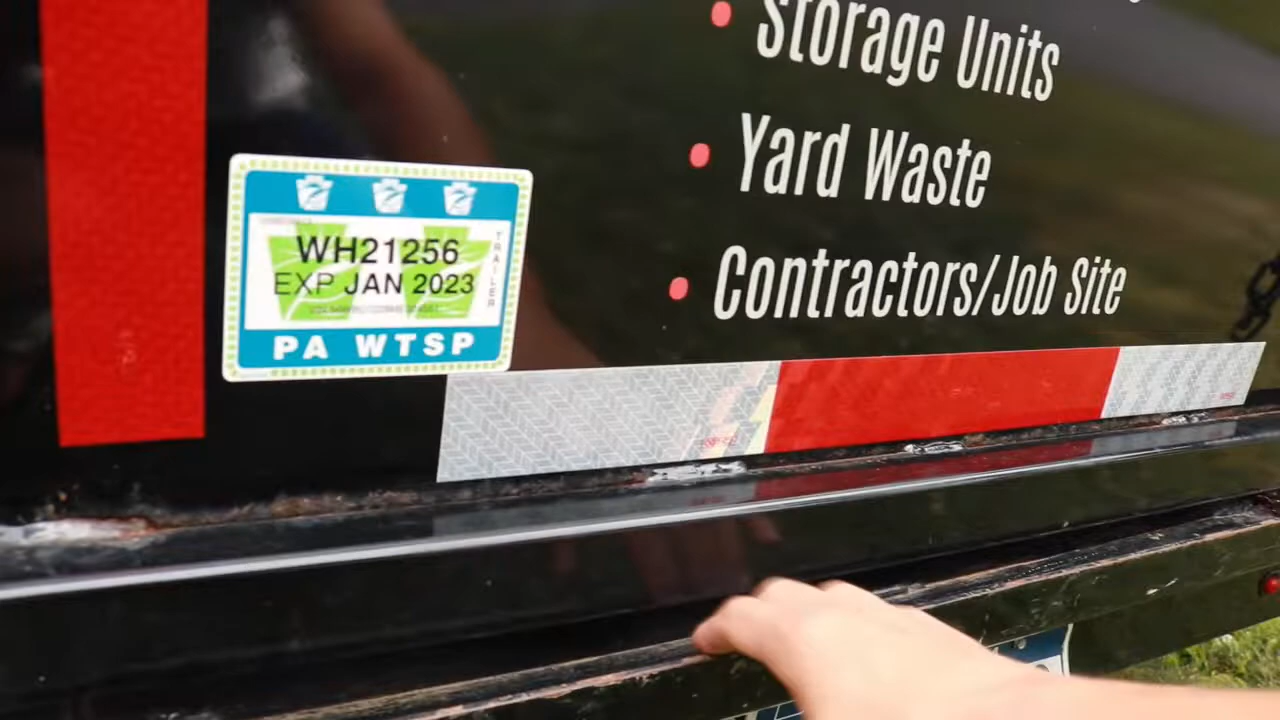 Storage Units
Yard Waste
Contractors/Job Site
WH21256
EXP JAN 2023
TRAILER
PA WTSP